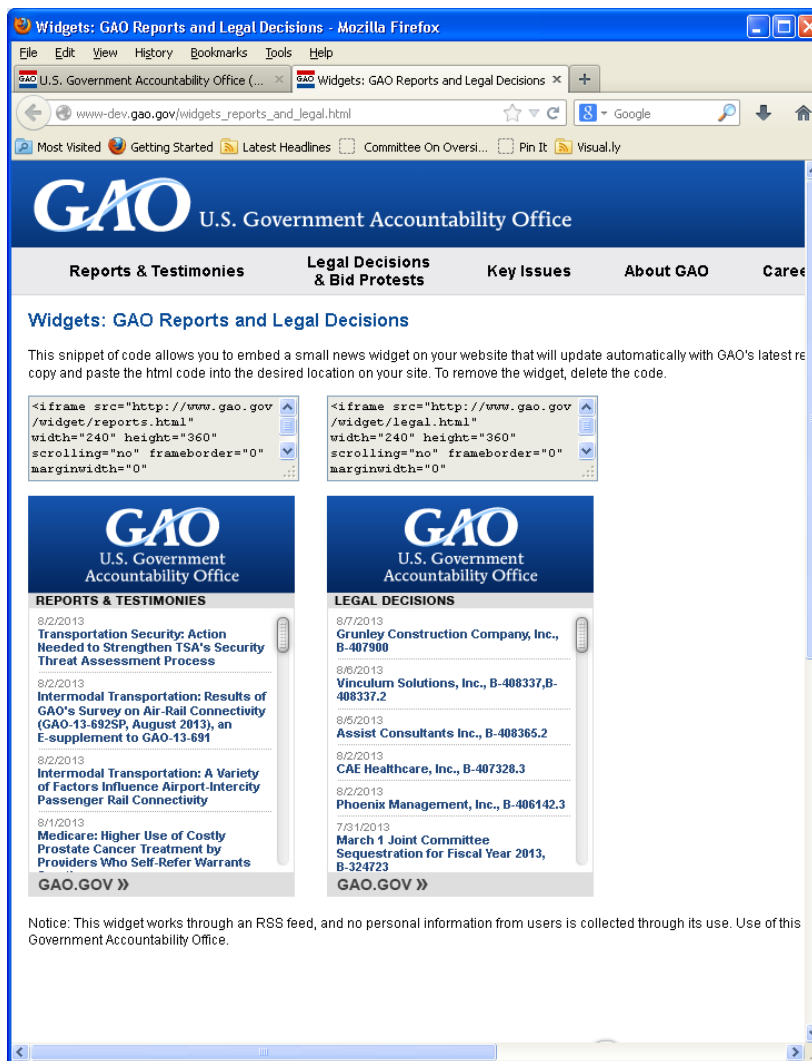 Widgets: GAO Reports and Legal Decisions - Mozilla Firefox
File Edit View History Bookmarks Tools Help
GAO U.S. Government Accountability Office (... × GAO Widgets: GAO Reports and Legal Decisions × +
www-dev.gao.gov/widgets_reports_and_legal.html 8 Google
Most Visited Getting Started Latest Headlines Committee On Oversi... Pin It Visual.ly
GAO U.S. Government Accountability Office
Reports & Testimonies
Legal Decisions
& Bid Protests
Key Issues
About GAO
Caree
Widgets: GAO Reports and Legal Decisions
This snippet of code allows you to embed a small news widget on your website that will update automatically with GAO's latest re
copy and paste the html code into the desired location on your site. To remove the widget, delete the code.
<iframe src="http://www.gao.gov
/widget/reports.html"
width="240" height="360"
scrolling="no" frameborder="0"
marginwidth="0"
<iframe src="http://www.gao.gov
/widget/legal.html"
width="240" height="360"
scrolling="no" frameborder="0"
marginwidth="0"
GAO
U.S. Government
Accountability Office
REPORTS & TESTIMONIES
8/2/2013
Transportation Security: Action
Needed to Strengthen TSA's Security
Threat Assessment Process
8/2/2013
Intermodal Transportation: Results of
GAO's Survey on Air-Rail Connectivity
(GAO-13-692SP, August 2013), an
E-supplement to GAO-13-691
8/2/2013
Intermodal Transportation: A Variety
of Factors Influence Airport-Intercity
Passenger Rail Connectivity
8/1/2013
Medicare: Higher Use of Costly
Prostate Cancer Treatment by
Providers Who Self-Refer Warrants
GAO.GOV »
GAO
U.S. Government
Accountability Office
LEGAL DECISIONS
8/7/2013
Grunley Construction Company, Inc.,
B-407900
8/6/2013
Vinculum Solutions, Inc., B-408337,B-
408337.2
8/5/2013
Assist Consultants Inc., B-408365.2
8/2/2013
CAE Healthcare, Inc., B-407328.3
8/2/2013
Phoenix Management, Inc., B-406142.3
7/31/2013
March 1 Joint Committee
Sequestration for Fiscal Year 2013,
B-324723
GAO.GOV »
Notice: This widget works through an RSS feed, and no personal information from users is collected through its use. Use of this
Government Accountability Office.